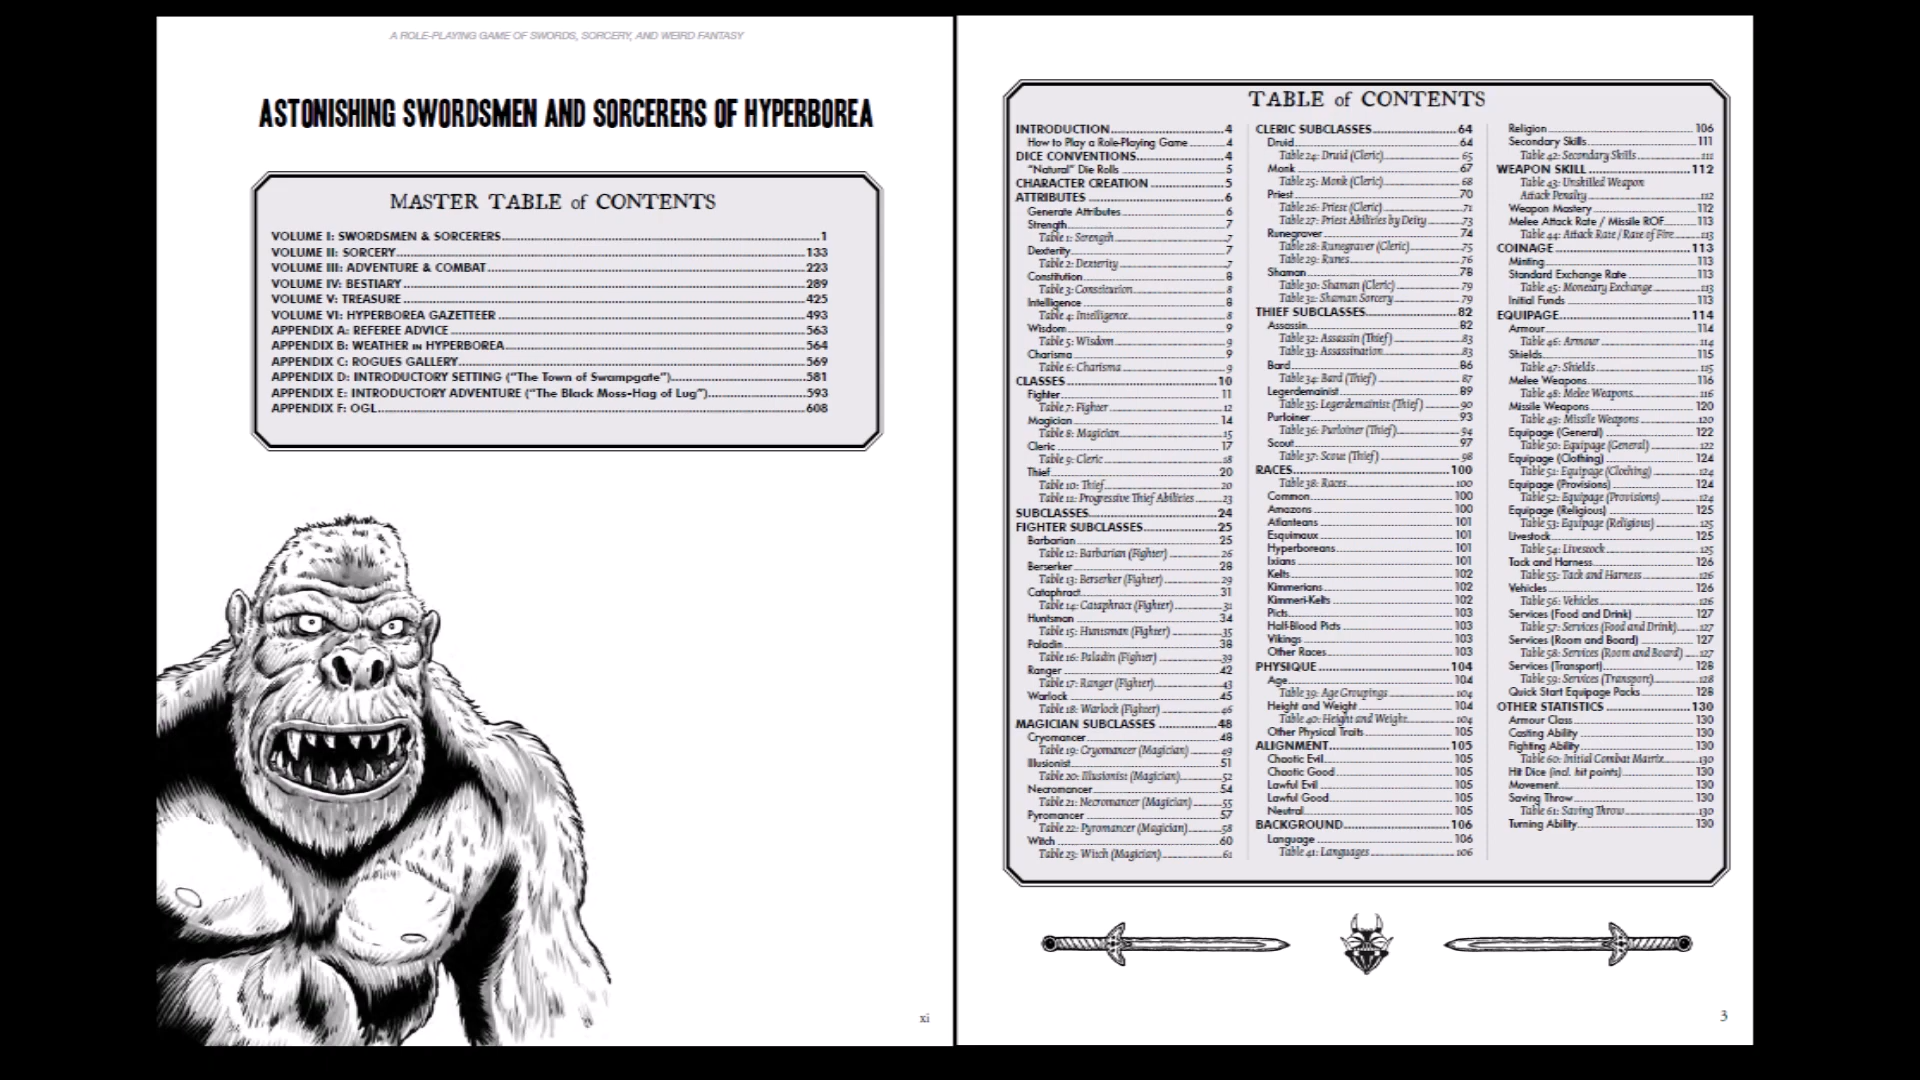 A ROLE-PLAYING GAME OF SWORDS, SORCERY, AND WEIRD FANTASY
ASTONISHING SWORDSMEN AND SORCERERS OF HYPERBOREA
MASTER TABLE of CONTENTS
VOLUME I: SWORDSMEN & SORCERERS 1
VOLUME II: SORCERY 133
VOLUME III: ADVENTURE & COMBAT 223
VOLUME IV: BESTIARY 289
VOLUME V: TREASURE 425
VOLUME VI: HYPERBOREA GAZETTEER 493
APPENDIX A: REFEREE ADVICE 563
APPENDIX B: WEATHER IN HYPERBOREA 564
APPENDIX C: ROGUES GALLERY 569
APPENDIX D: INTRODUCTORY SETTING ("The Town of Swampgate") 581
APPENDIX E: INTRODUCTORY ADVENTURE ("The Black Moss-Hag of Lug") 593
APPENDIX F: OGL 608
xi
TABLE of CONTENTS
INTRODUCTION 4
How to Play a Role-Playing Game 4
DICE CONVENTIONS 4
"Natural" Die Rolls 5
CHARACTER CREATION 5
ATTRIBUTES 6
Generate Attributes 6
Strength 7
Table 1: Strength 7
Dexterity 7
Table 2: Dexterity 7
Constitution 8
Table 3: Constitution 8
Intelligence 8
Table 4: Intelligence 8
Wisdom 9
Table 5: Wisdom 9
Charisma 9
Table 6: Charisma 9
CLASSES 10
Fighter 11
Table 7: Fighter 12
Magician 14
Table 8: Magician 15
Cleric 17
Table 9: Cleric 18
Thief 20
Table 10: Thief 20
Table 11: Progressive Thief Abilities 23
SUBCLASSES 24
FIGHTER SUBCLASSES 25
Barbarian 25
Table 12: Barbarian (Fighter) 26
Berserker 28
Table 13: Berserker (Fighter) 29
Cataphract 31
Table 14: Cataphract (Fighter) 31
Huntsman 34
Table 15: Huntsman (Fighter) 35
Paladin 38
Table 16: Paladin (Fighter) 39
Ranger 42
Table 17: Ranger (Fighter) 43
Warlock 45
Table 18: Warlock (Fighter) 46
MAGICIAN SUBCLASSES 48
Cryomancer 48
Table 19: Cryomancer (Magician) 49
Illusionist 51
Table 20: Illusionist (Magician) 52
Necromancer 54
Table 21: Necromancer (Magician) 55
Pyromancer 57
Table 22: Pyromancer (Magician) 58
Witch 60
Table 23: Witch (Magician) 61
CLERIC SUBCLASSES 64
Druid 64
Table 24: Druid (Cleric) 65
Monk 67
Table 25: Monk (Cleric) 68
Priest 70
Table 26: Priest (Cleric) 71
Table 27: Priest Abilities by Deity 73
Runegraver 74
Table 28: Runegraver (Cleric) 75
Table 29: Runes 76
Shaman 78
Table 30: Shaman (Cleric) 79
Table 31: Shaman Sorcery 79
THIEF SUBCLASSES 82
Assassin 82
Table 32: Assassin (Thief) 83
Table 33: Assassination 83
Bard 86
Table 34: Bard (Thief) 87
Legerdemainist 89
Table 35: Legerdemainist (Thief) 90
Purloiner 93
Table 36: Purloiner (Thief) 94
Scout 97
Table 37: Scout (Thief) 98
RACES 100
Table 38: Races 100
Common 100
Amazons 100
Atlanteans 101
Esquimaux 101
Hyperboreans 101
Ixians 101
Kelts 102
Kimmerians 102
Kimmeri-Kelts 102
Picts 103
Half-Blood Picts 103
Vikings 103
Other Races 103
PHYSIQUE 104
Age 104
Table 39: Age Groupings 104
Height and Weight 104
Table 40: Height and Weight 104
Other Physical Traits 105
ALIGNMENT 105
Chaotic Evil 105
Chaotic Good 105
Lawful Evil 105
Lawful Good 105
Neutral 105
BACKGROUND 106
Language 106
Table 41: Languages 106
Religion 106
Secondary Skills 111
Table 42: Secondary Skills 111
WEAPON SKILL 112
Table 43: Unskilled Weapon
Attack Penalty 112
Weapon Mastery 112
Melee Attack Rate / Missile ROF 113
Table 44: Attack Rate / Rate of Fire 113
COINAGE 113
Minting 113
Standard Exchange Rate 113
Table 45: Monetary Exchange 113
Initial Funds 113
EQUIPAGE 114
Armour 114
Table 46: Armour 114
Shields 115
Table 47: Shields 115
Melee Weapons 116
Table 48: Melee Weapons 116
Missile Weapons 120
Table 49: Missile Weapons 120
Equipage (General) 122
Table 50: Equipage (General) 122
Equipage (Clothing) 124
Table 51: Equipage (Clothing) 124
Equipage (Provisions) 124
Table 52: Equipage (Provisions) 124
Equipage (Religious) 125
Table 53: Equipage (Religious) 125
Livestock 125
Table 54: Livestock 125
Tack and Harness 126
Table 55: Tack and Harness 126
Vehicles 126
Table 56: Vehicles 126
Services (Food and Drink) 127
Table 57: Services (Food and Drink) 127
Services (Room and Board) 127
Table 58: Services (Room and Board) 127
Services (Transport) 128
Table 59: Services (Transport) 128
Quick Start Equipage Packs 128
OTHER STATISTICS 130
Armour Class 130
Casting Ability 130
Fighting Ability 130
Table 60: Initial Combat Matrix 130
Hit Dice (incl. hit points) 130
Movement 130
Saving Throw 130
Table 61: Saving Throw 130
Turning Ability 130
3